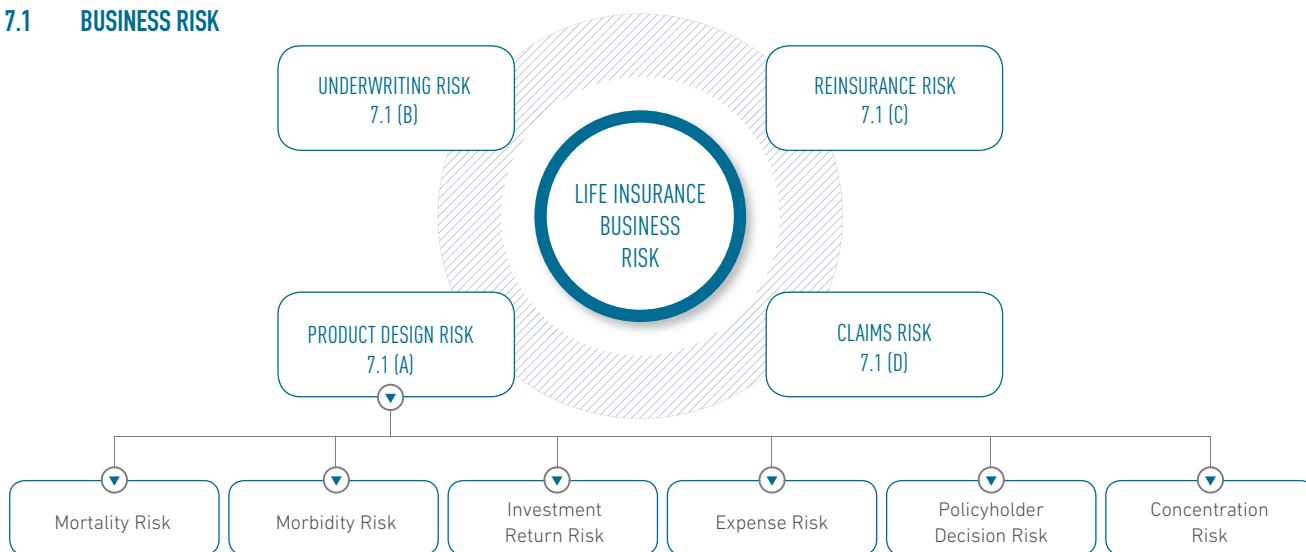 7.1 BUSINESS RISK
UNDERWRITING RISK
7.1 (B)
REINSURANCE RISK
7.1 (C)
LIFE INSURANCE
BUSINESS
RISK
PRODUCT DESIGN RISK
7.1 (A)
CLAIMS RISK
7.1 (D)
Mortality Risk
Morbidity Risk
Investment
Return Risk
Expense Risk
Policyholder
Decision Risk
Concentration
Risk